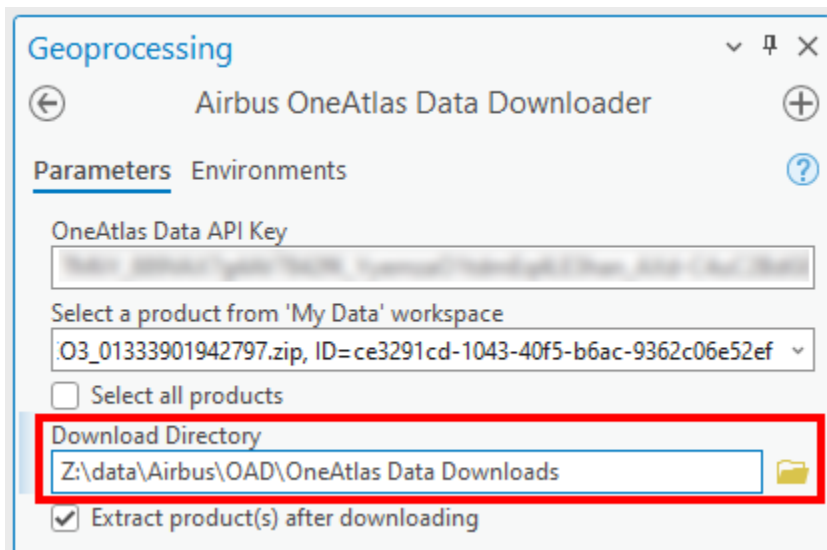 Geoprocessing
Airbus OneAtlas Data Downloader
Parameters Environments
OneAtlas Data API Key
Select a product from 'My Data' workspace
O3_01333901942797.zip, ID=ce3291cd-1043-40f5-b6ac-9362c06e52ef
Select all products
Download Directory
Z:\data\Airbus\OAD\OneAtlas Data Downloads
Extract product(s) after downloading